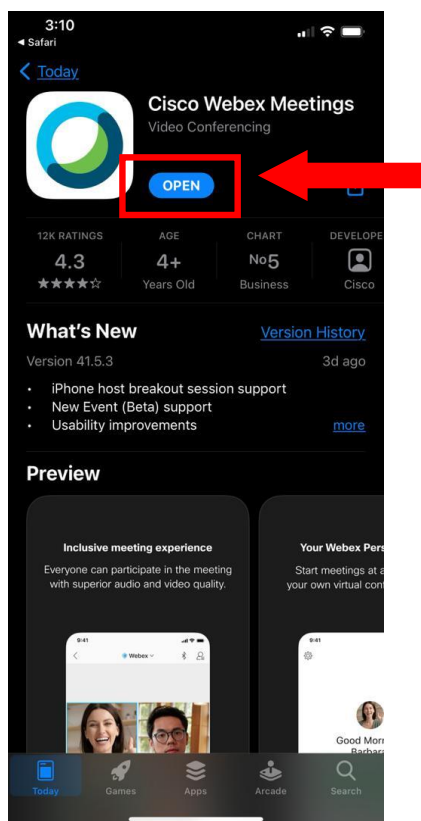 3:10
Safari
Today
Cisco Webex Meetings
Video Conferencing
OPEN
12K RATINGS AGE CHART DEVELOPE
4.3 4+ No5
Years Old Business Cisco
What's New Version History
Version 41.5.3 3d ago
• iPhone host breakout session support
• New Event (Beta) support
• Usability improvements more
Preview
Inclusive meeting experience
Everyone can participate in the meeting
with superior audio and video quality.
9:41
Webex
Your Webex Pers
Start meetings at a
your own virtual con
9:41
Good Morn
Barbara
Today Games Apps Arcade Search